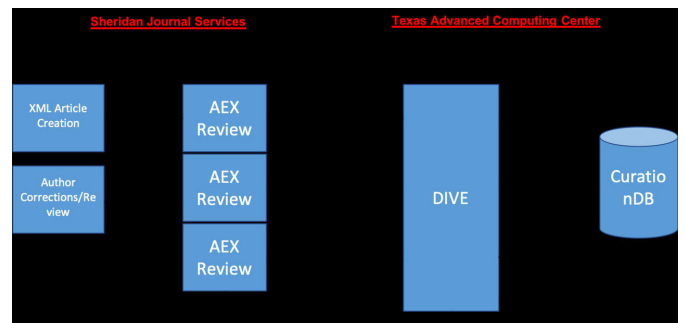 Sheridan Journal Services
Texas Advanced Computing Center
XML Article
Creation
Author
Corrections/Re
view
AEX
Review
AEX
Review
AEX
Review
DIVE
Curatio
nDB